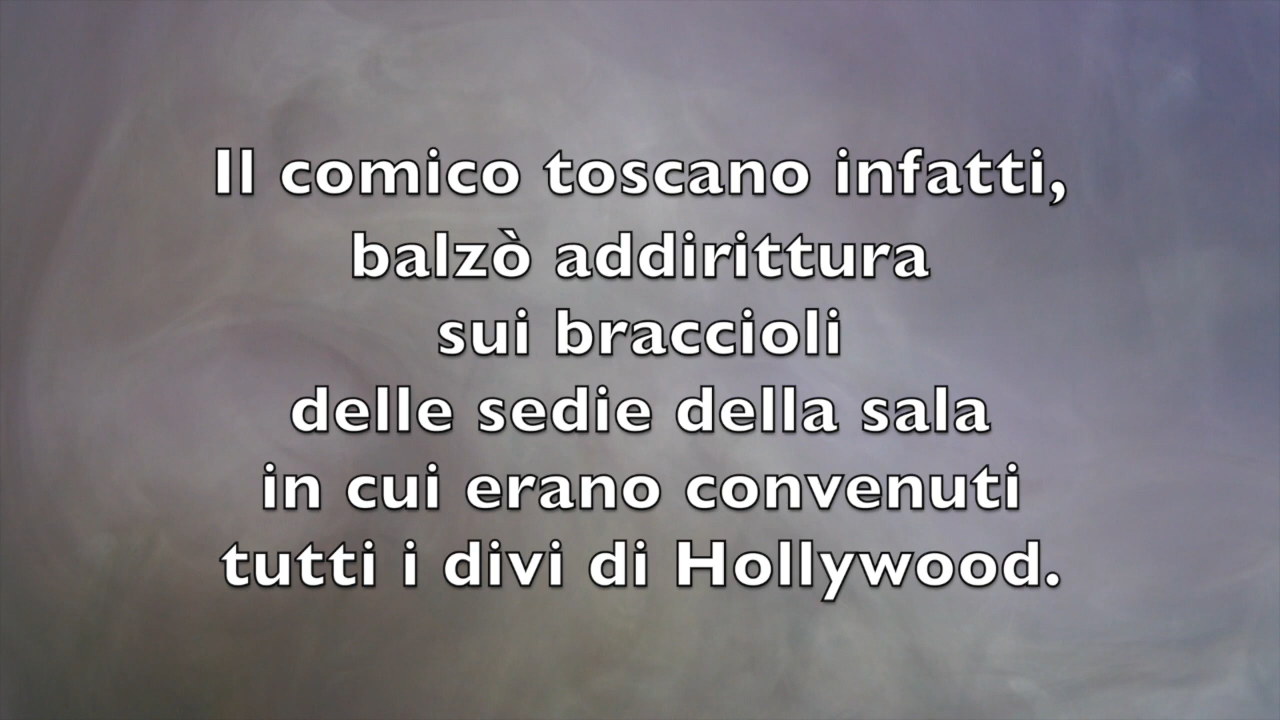 Il comico toscano infatti,
balzò addirittura
sui braccioli
delle sedie della sala
in cui erano convenuti
tutti i divi di Hollywood.